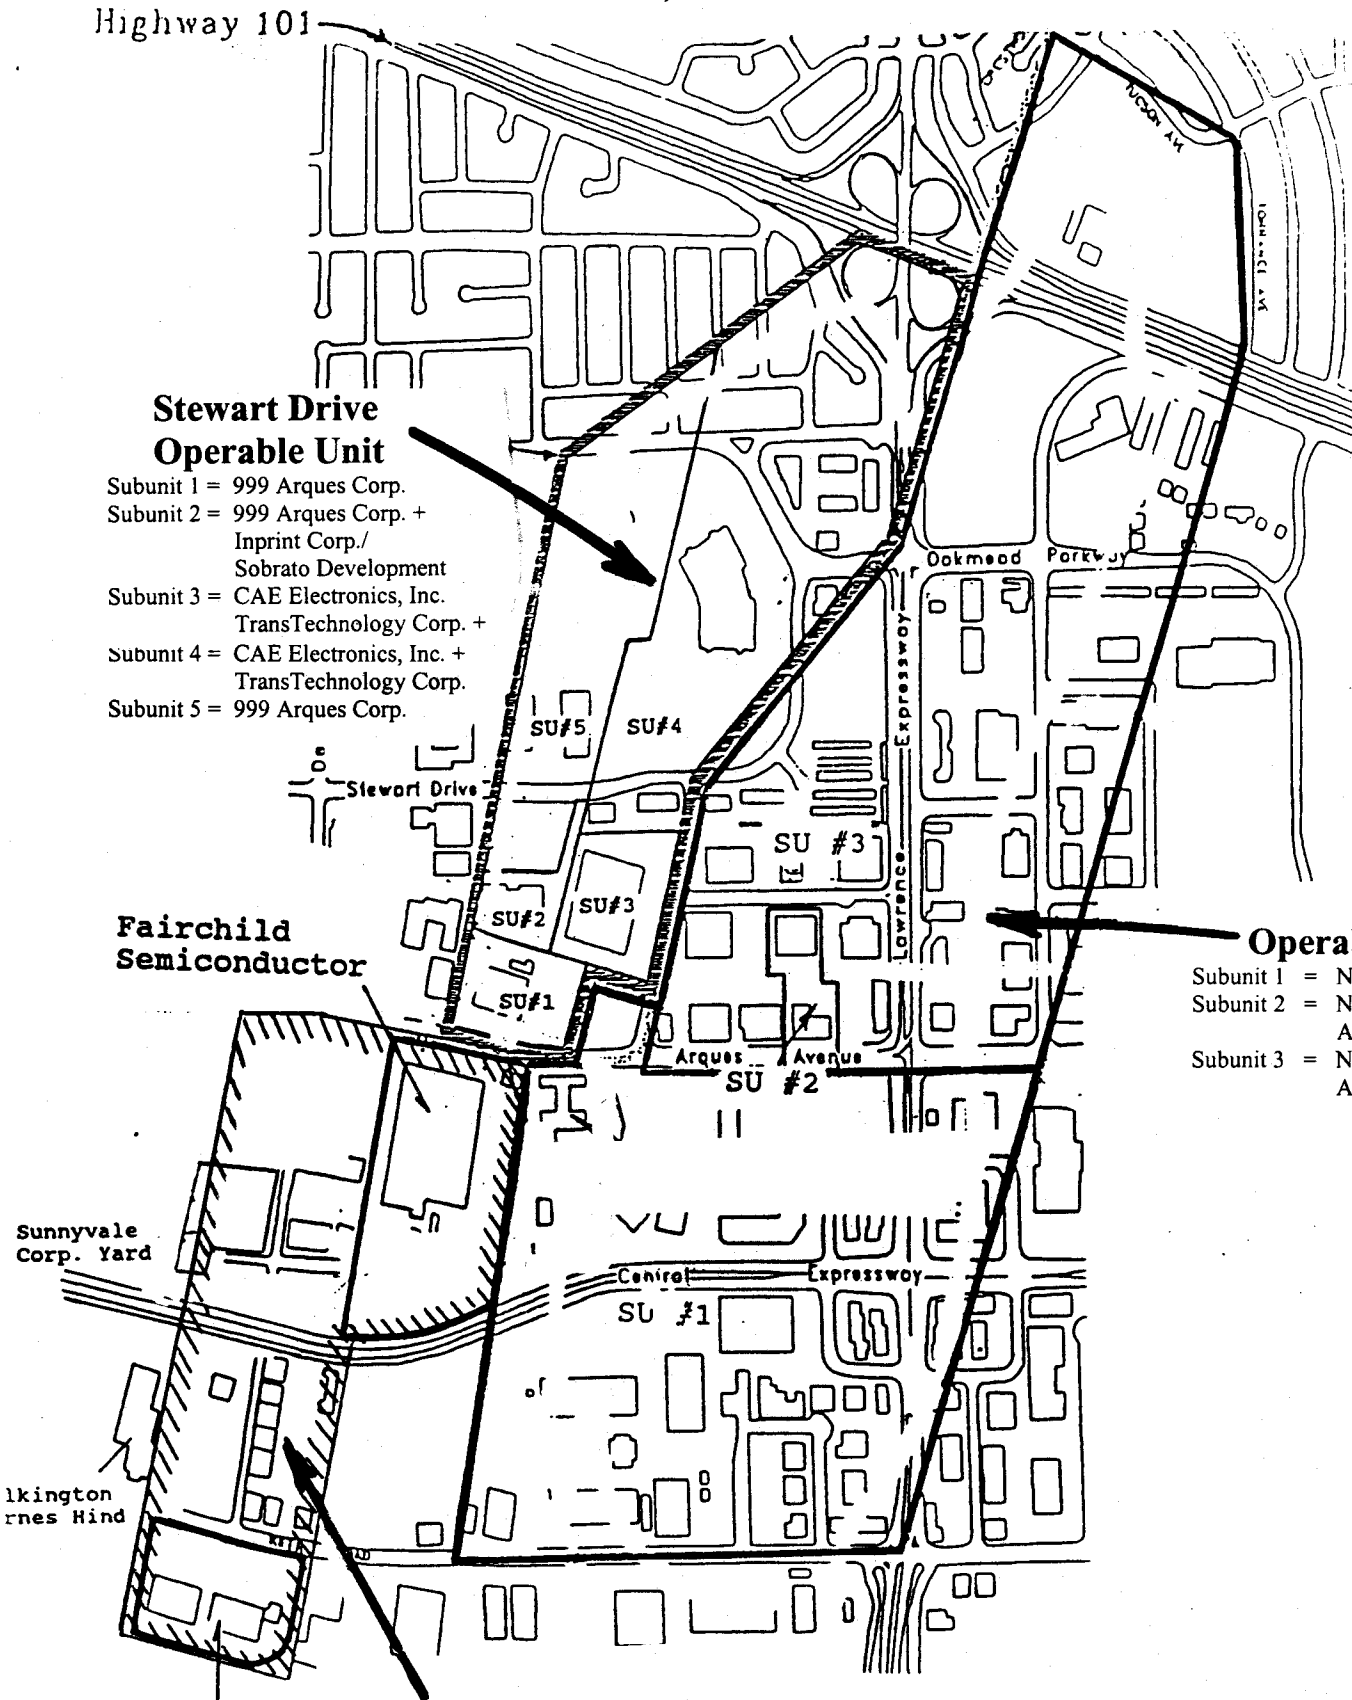 Highway 101
TUCSON AV
Stewart Drive
Operable Unit
Subunit 1 = 999 Arques Corp.
Subunit 2 = 999 Arques Corp. +
Inprint Corp./
Sobrato Development
Subunit 3 = CAE Electronics, Inc.
TransTechnology Corp. +
Subunit 4 = CAE Electronics, Inc. +
TransTechnology Corp.
Subunit 5 = 999 Arques Corp.
Oakmead Parkway
Lawrence Expressway
SU#5
SU#4
De
Stewart Drive
SU #3
SU#2
SU#3
Fairchild
Semiconductor
SU#1
Opera
Subunit 1 = N
Subunit 2 = N
A
Subunit 3 = N
A
Arques Avenue
SU #2
Sunnyvale
Corp. Yard
Central Expressway
SU #1
lkington
rnes Hind